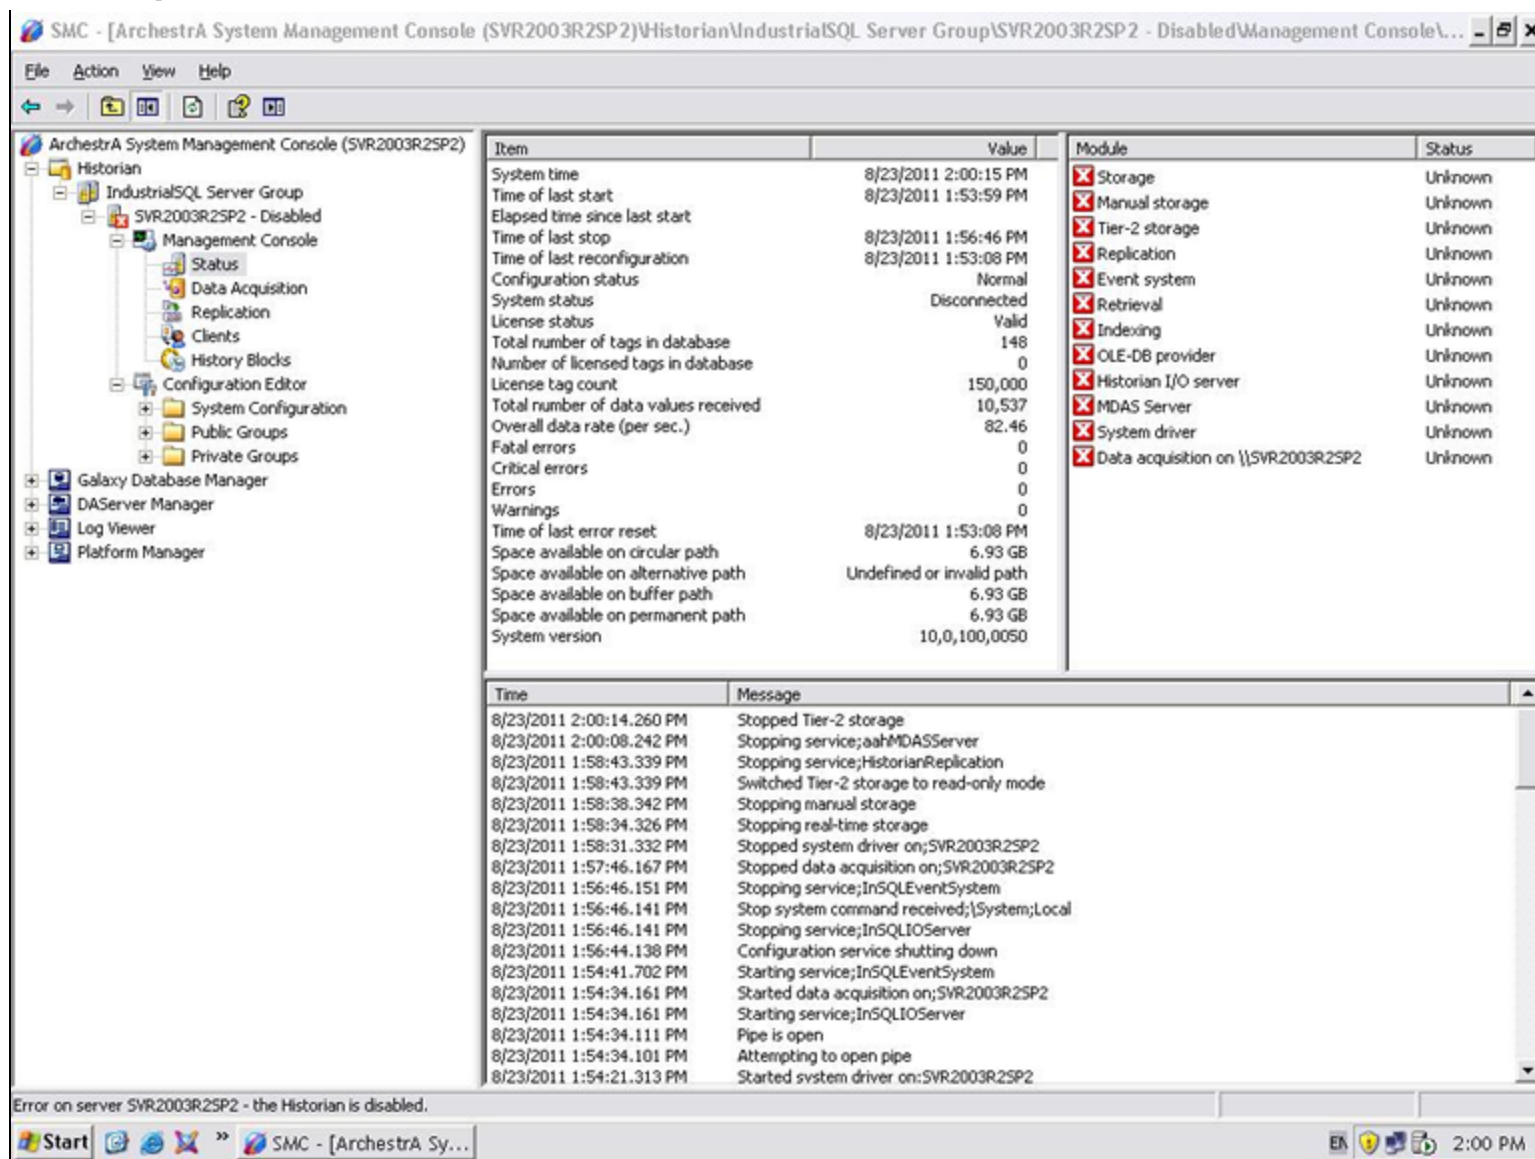 SMC - [ArchestrA System Management Console (SVR2003R2SP2)\Historian\IndustrialSQL Server Group\SVR2003R2SP2 - Disabled\Management Console\...
File Action View Help
ArchestrA System Management Console (SVR2003R2SP2)
Historian
IndustrialSQL Server Group
SVR2003R2SP2 - Disabled
Management Console
Status
Data Acquisition
Replication
Clients
History Blocks
Configuration Editor
System Configuration
Public Groups
Private Groups
Galaxy Database Manager
DAServer Manager
Log Viewer
Platform Manager
Item Value
System time 8/23/2011 2:00:15 PM
Time of last start 8/23/2011 1:53:59 PM
Elapsed time since last start
Time of last stop 8/23/2011 1:56:46 PM
Time of last reconfiguration 8/23/2011 1:53:08 PM
Configuration status Normal
System status Disconnected
License status Valid
Total number of tags in database 148
Number of licensed tags in database 0
License tag count 150,000
Total number of data values received 10,537
Overall data rate (per sec.) 82.46
Fatal errors 0
Critical errors 0
Errors 0
Warnings 0
Time of last error reset 8/23/2011 1:53:08 PM
Space available on circular path 6.93 GB
Space available on alternative path Undefined or invalid path
Space available on buffer path 6.93 GB
Space available on permanent path 6.93 GB
System version 10,0,100,0050
Module Status
Storage Unknown
Manual storage Unknown
Tier-2 storage Unknown
Replication Unknown
Event system Unknown
Retrieval Unknown
Indexing Unknown
OLE-DB provider Unknown
Historian I/O server Unknown
MDAS Server Unknown
System driver Unknown
Data acquisition on \\SVR2003R2SP2 Unknown
Time Message
8/23/2011 2:00:14.260 PM Stopped Tier-2 storage
8/23/2011 2:00:08.242 PM Stopping service;aahMDASServer
8/23/2011 1:58:43.339 PM Stopping service;HistorianReplication
8/23/2011 1:58:43.339 PM Switched Tier-2 storage to read-only mode
8/23/2011 1:58:38.342 PM Stopping manual storage
8/23/2011 1:58:34.326 PM Stopping real-time storage
8/23/2011 1:58:31.332 PM Stopped system driver on;SVR2003R2SP2
8/23/2011 1:57:46.167 PM Stopped data acquisition on;SVR2003R2SP2
8/23/2011 1:56:46.151 PM Stopping service;InSQLEventSystem
8/23/2011 1:56:46.141 PM Stop system command received;\System;Local
8/23/2011 1:56:46.141 PM Stopping service;InSQLIOServer
8/23/2011 1:56:44.138 PM Configuration service shutting down
8/23/2011 1:54:41.702 PM Starting service;InSQLEventSystem
8/23/2011 1:54:34.161 PM Started data acquisition on;SVR2003R2SP2
8/23/2011 1:54:34.161 PM Starting service;InSQLIOServer
8/23/2011 1:54:34.111 PM Pipe is open
8/23/2011 1:54:34.101 PM Attempting to open pipe
8/23/2011 1:54:21.313 PM Started system driver on;SVR2003R2SP2
Error on server SVR2003R2SP2 - the Historian is disabled.
Start » SMC - [ArchestrA Sy... EN 2:00 PM